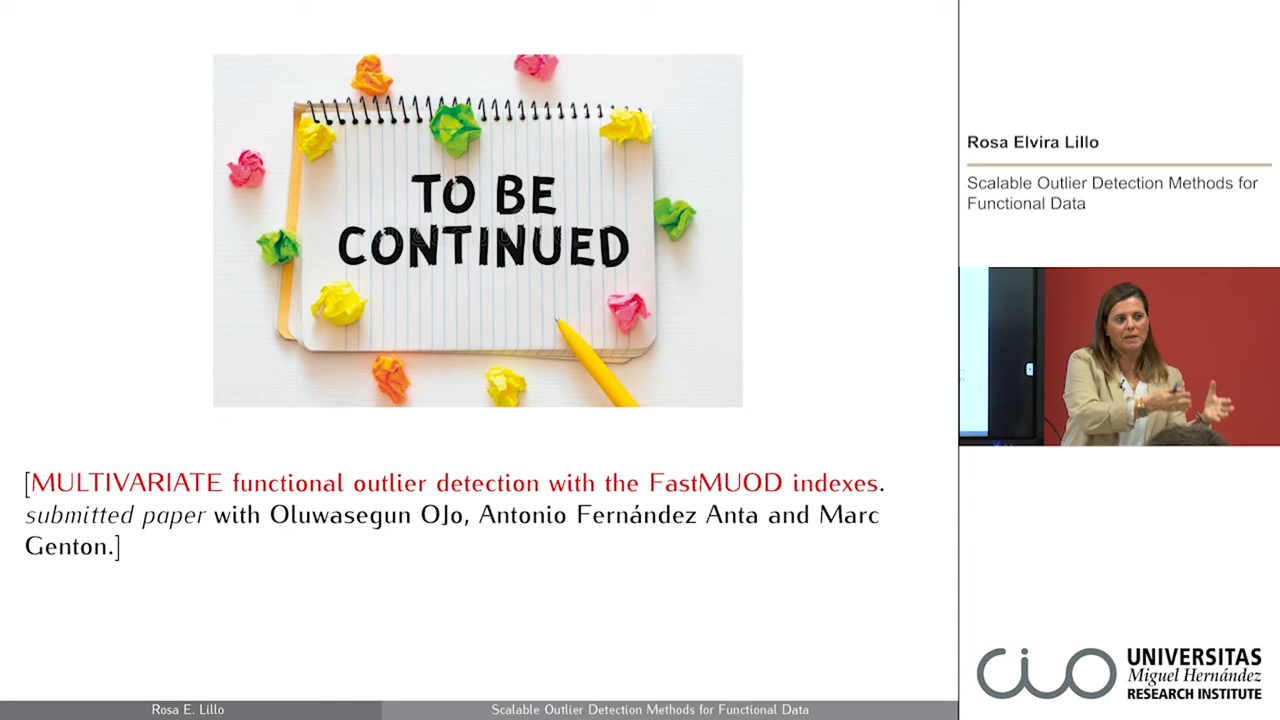 TO BE
CONTINUED
[MULTIVARIATE functional outlier detection with the FastMUOD indexes.
submitted paper with Oluwasegun OJo, Antonio Fernández Anta and Marc
Genton.]
Rosa E. Lillo
Scalable Outlier Detection Methods for Functional Data
Rosa Elvira Lillo
Scalable Outlier Detection Methods for
Functional Data
cio
UNIVERSITAS
Miguel Hernández
RESEARCH INSTITUTE